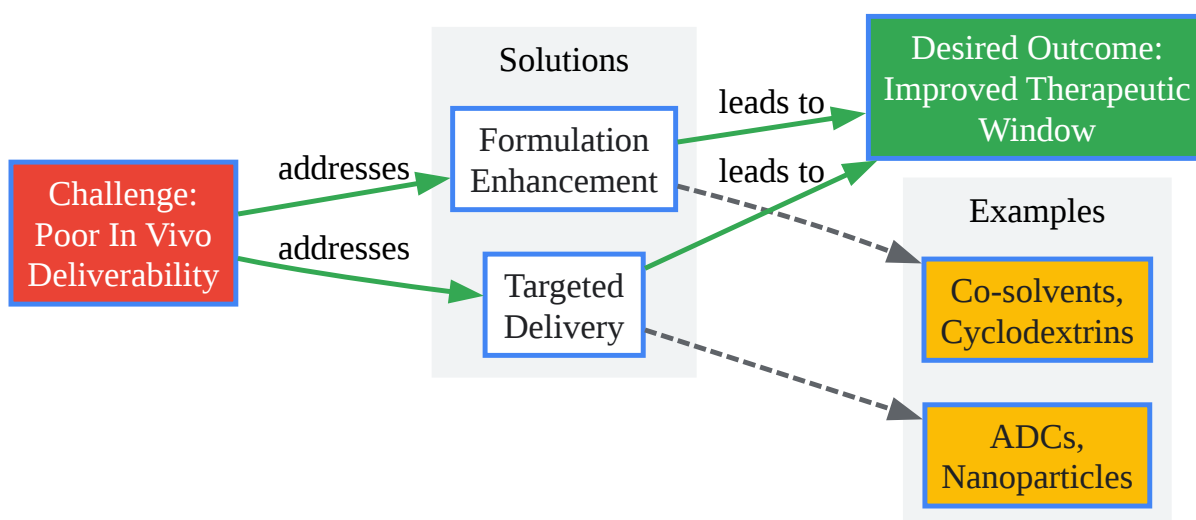 Challenge:
Poor In Vivo
Deliverability
addresses
addresses
Solutions
Formulation
Enhancement
Targeted
Delivery
leads to
leads to
Desired Outcome:
Improved Therapeutic
Window
Examples
Co-solvents,
Cyclodextrins
ADCs,
Nanoparticles